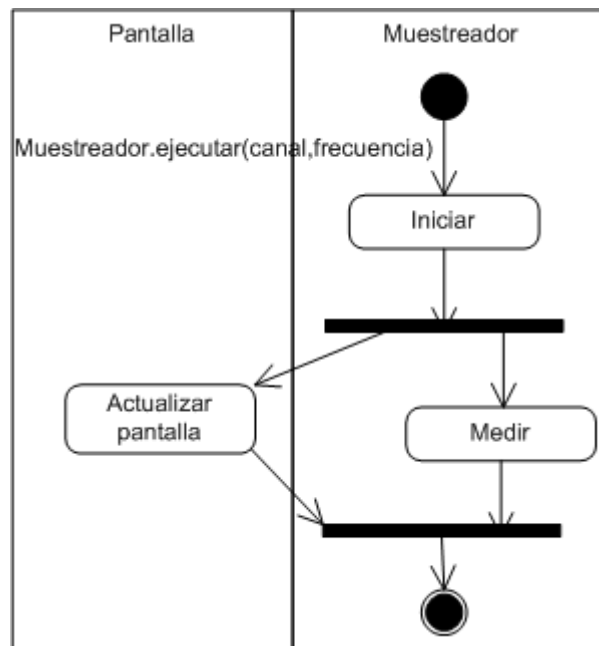 Pantalla
Muestreador
Muestreador.ejecutar(canal,frecuencia)
Iniciar
Actualizar
pantalla
Medir